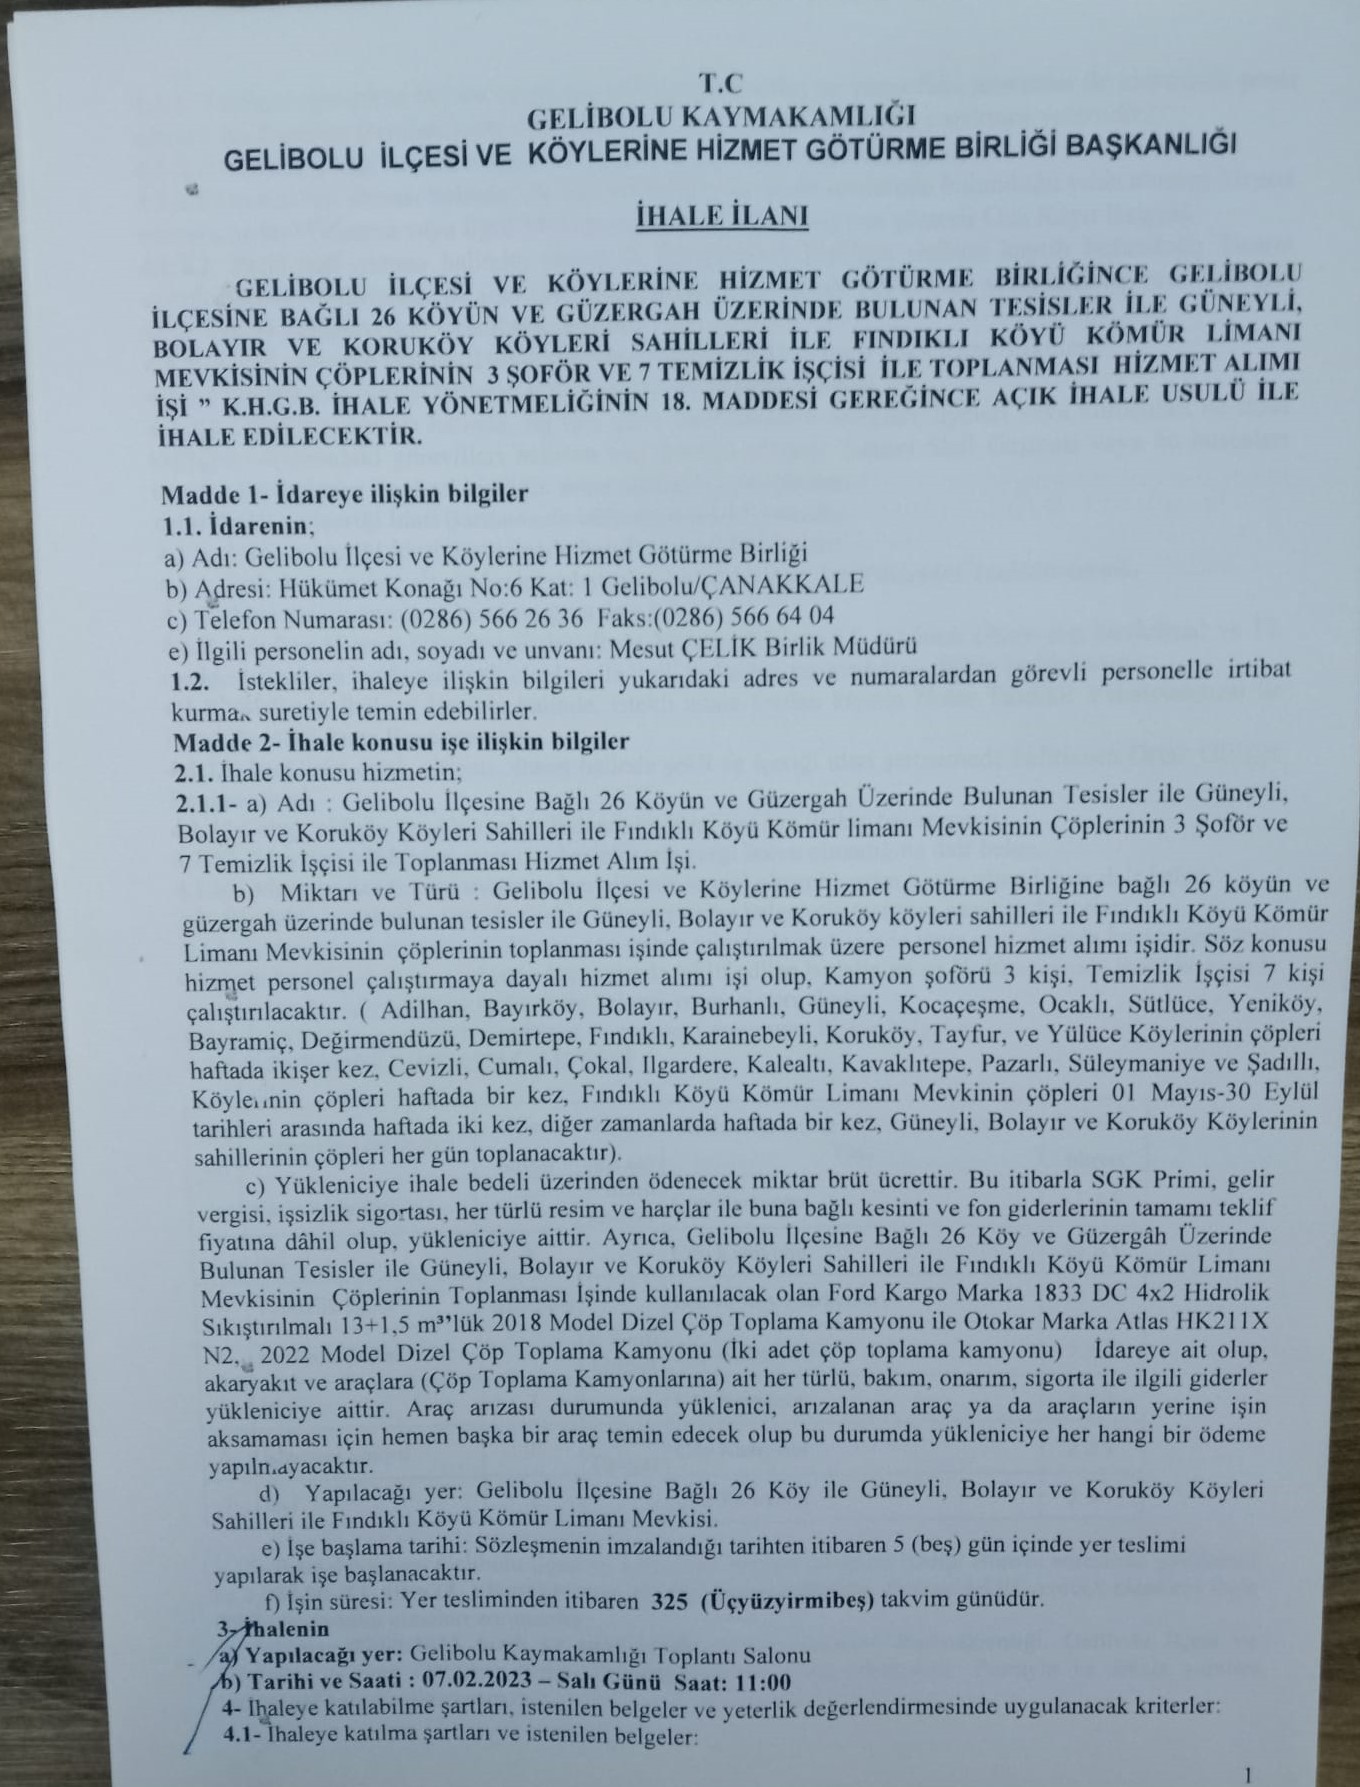 T.C
GELİBOLU KAYMAKAMLIĞI
GELİBOLU İLÇESİ VE KÖYLERİNE HİZMET GÖTÜRME BİRLİĞİ BAŞKANLIĞI
İHALE İLANI
GELİBOLU İLÇESİ VE KÖYLERİNE HİZMET GÖTÜRME BİRLİĞİNCE GELİBOLU
İLÇESİNE BAĞLI 26 KÖYÜN VE GÜZERGAH ÜZERİNDE BULUNAN TESİSLER İLE GÜNEYLİ,
BOLAYIR VE KORUKÖY KÖYLERİ SAHİLLERİ İLE FINDIKLI KÖYÜ KÖMÜR LİMANI
MEVKİSİNİN ÇÖPLERİNİN 3 ŞOFÖR VE 7 TEMİZLİK İŞÇİSİ İLE TOPLANMASI HİZMET ALIMI
İŞİ ” K.H.G.B. İHALE YÖNETMELİĞİNİN 18. MADDESİ GEREĞİNCE AÇIK İHALE USULÜ İLE
İHALE EDİLECEKTİR.
Madde 1- İdareye ilişkin bilgiler
1.1. İdarenin;
a) Adı: Gelibolu İlçesi ve Köylerine Hizmet Götürme Birliği
b) Adresi: Hükümet Konağı No:6 Kat: 1 Gelibolu/ÇANAKKALE
c) Telefon Numarası: (0286) 566 26 36 Faks:(0286) 566 64 04
e) İlgili personelin adı, soyadı ve unvanı: Mesut ÇELİK Birlik Müdürü
1.2. İstekliler, ihaleye ilişkin bilgileri yukarıdaki adres ve numaralardan görevli personelle irtibat
kurmak suretiyle temin edebilirler.
Madde 2- İhale konusu işe ilişkin bilgiler
2.1. İhale konusu hizmetin;
2.1.1- a) Adı : Gelibolu İlçesine Bağlı 26 Köyün ve Güzergah Üzerinde Bulunan Tesisler ile Güneyli,
Bolayır ve Koruköy Köyleri Sahilleri ile Fındıklı Köyü Kömür limanı Mevkisinin Çöplerinin 3 Şoför ve
7 Temizlik İşçisi ile Toplanması Hizmet Alım İşi.
b) Miktarı ve Türü : Gelibolu İlçesi ve Köylerine Hizmet Götürme Birliğine bağlı 26 köyün ve
güzergah üzerinde bulunan tesisler ile Güneyli, Bolayır ve Koruköy köyleri sahilleri ile Fındıklı Köyü Kömür
Limanı Mevkisinin çöplerinin toplanması işinde çalıştırılmak üzere personel hizmet alımı işidir. Söz konusu
hizmet personel çalıştırmaya dayalı hizmet alımı işi olup, Kamyon şoförü 3 kişi, Temizlik İşçisi 7 kişi
çalıştırılacaktır. ( Adilhan, Bayırköy, Bolayır, Burhanlı, Güneyli, Kocaçeşme, Ocaklı, Sütlüce, Yeniköy,
Bayramiç, Değirmendüzü, Demirtepe, Fındıklı, Karainebeyli, Koruköy, Tayfur, ve Yülüce Köylerinin çöpleri
haftada ikişer kez, Cevizli, Cumalı, Çokal, Ilgardere, Kalealtı, Kavaklıtepe, Pazarlı, Süleymaniye ve Şadıllı,
Köylerinin çöpleri haftada bir kez, Fındıklı Köyü Kömür Limanı Mevkinin çöpleri 01 Mayıs-30 Eylül
tarihleri arasında haftada iki kez, diğer zamanlarda haftada bir kez, Güneyli, Bolayır ve Koruköy Köylerinin
sahillerinin çöpleri her gün toplanacaktır).
c) Yükleniciye ihale bedeli üzerinden ödenecek miktar brüt ücrettir. Bu itibarla SGK Primi, gelir
vergisi, işsizlik sigortası, her türlü resim ve harçlar ile buna bağlı kesinti ve fon giderlerinin tamamı teklif
fiyatına dâhil olup, yükleniciye aittir. Ayrıca, Gelibolu İlçesine Bağlı 26 Köy ve Güzergâh Üzerinde
Bulunan Tesisler ile Güneyli, Bolayır ve Koruköy Köyleri Sahilleri ile Fındıklı Köyü Kömür Limanı
Mevkisinin Çöplerinin Toplanması İşinde kullanılacak olan Ford Kargo Marka 1833 DC 4x2 Hidrolik
Sıkıştırılmalı 13+1,5 m³’lük 2018 Model Dizel Çöp Toplama Kamyonu ile Otokar Marka Atlas HK211X
N2, 2022 Model Dizel Çöp Toplama Kamyonu (İki adet çöp toplama kamyonu) İdareye ait olup,
akaryakıt ve araçlara (Çöp Toplama Kamyonlarına) ait her türlü, bakım, onarım, sigorta ile ilgili giderler
yükleniciye aittir. Araç arızası durumunda yüklenici, arızalanan araç ya da araçların yerine işin
aksamaması için hemen başka bir araç temin edecek olup bu durumda yükleniciye her hangi bir ödeme
yapılmayacaktır.
d) Yapılacağı yer: Gelibolu İlçesine Bağlı 26 Köy ile Güneyli, Bolayır ve Koruköy Köyleri
Sahilleri ile Fındıklı Köyü Kömür Limanı Mevkisi.
e) İşe başlama tarihi: Sözleşmenin imzalandığı tarihten itibaren 5 (beş) gün içinde yer teslimi
yapılarak işe başlanacaktır.
f) İşin süresi: Yer tesliminden itibaren 325 (Üçyüzyirmibeş) takvim günüdür.
3- İhalenin
a) Yapılacağı yer: Gelibolu Kaymakamlığı Toplantı Salonu
b) Tarihi ve Saati : 07.02.2023 – Salı Günü Saat: 11:00
4- İhaleye katılabilme şartları, istenilen belgeler ve yeterlik değerlendirmesinde uygulanacak kriterler:
4.1- İhaleye katılma şartları ve istenilen belgeler:
1